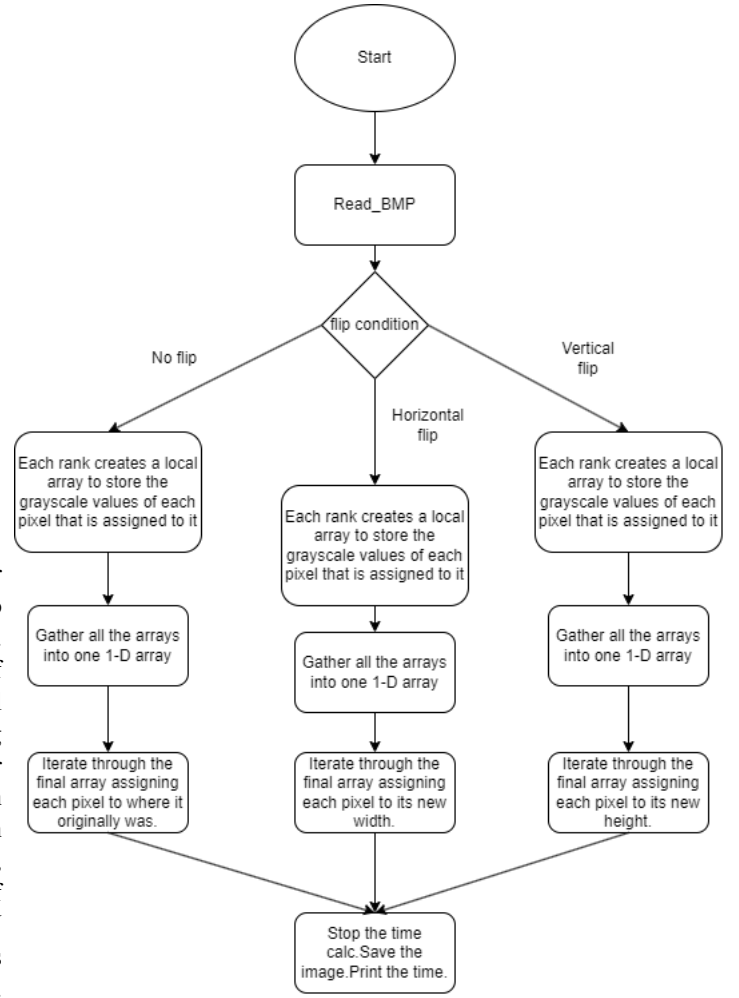 Start
Read_BMP
flip condition
No flip
Horizontal
flip
Vertical
flip
Each rank creates a local
array to store the
grayscale values of each
pixel that is assigned to it
Gather all the arrays
into one 1-D array
Iterate through the
final array assigning
each pixel to where it
originally was.
Each rank creates a local
array to store the
grayscale values of each
pixel that is assigned to it
Gather all the arrays
into one 1-D array
Iterate through the
final array assigning
each pixel to its new
width.
Each rank creates a local
array to store the
grayscale values of each
pixel that is assigned to it
Gather all the arrays
into one 1-D array
Iterate through the
final array assigning
each pixel to its new
height.
Stop the time
calc.Save the
image.Print the time.